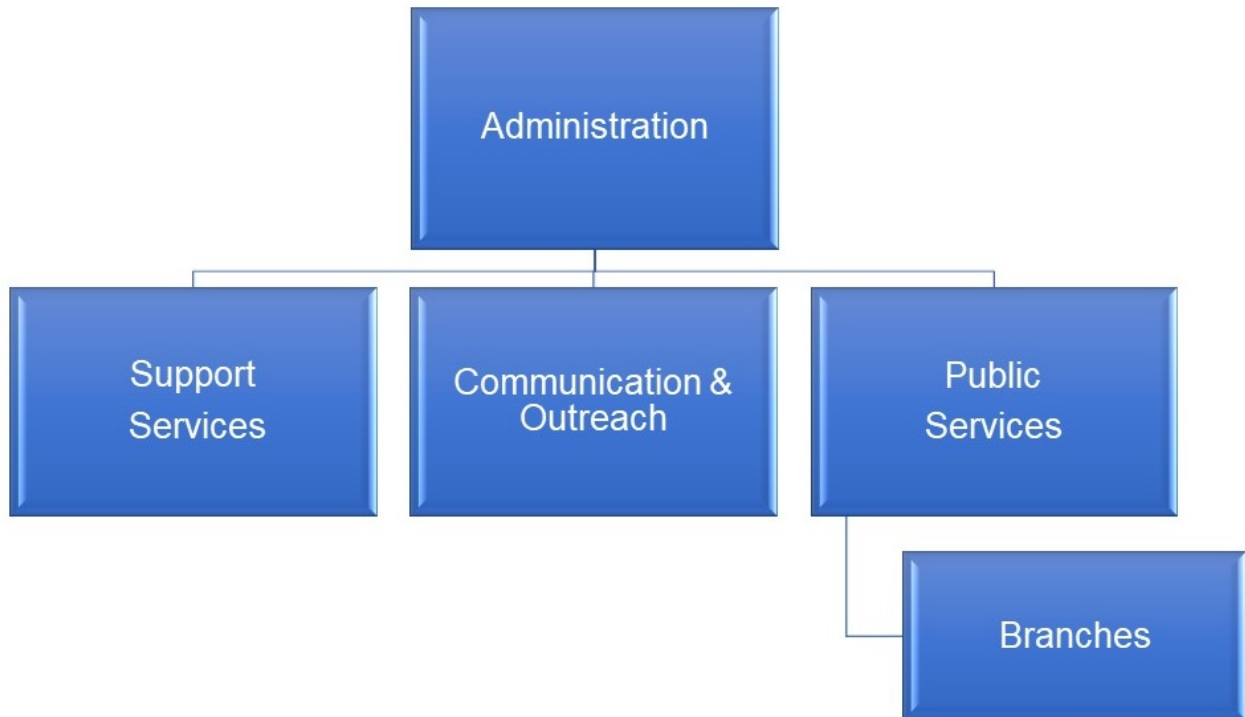 Administration
Support
Services
Communication &
Outreach
Public
Services
Branches